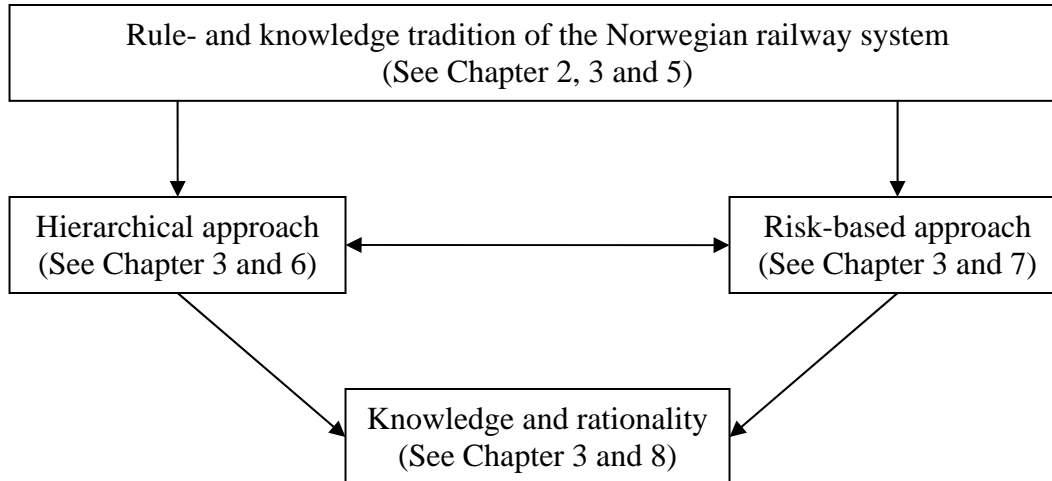 Rule- and knowledge tradition of the Norwegian railway system
(See Chapter 2, 3 and 5)
Hierarchical approach
(See Chapter 3 and 6)
Risk-based approach
(See Chapter 3 and 7)
Knowledge and rationality
(See Chapter 3 and 8)